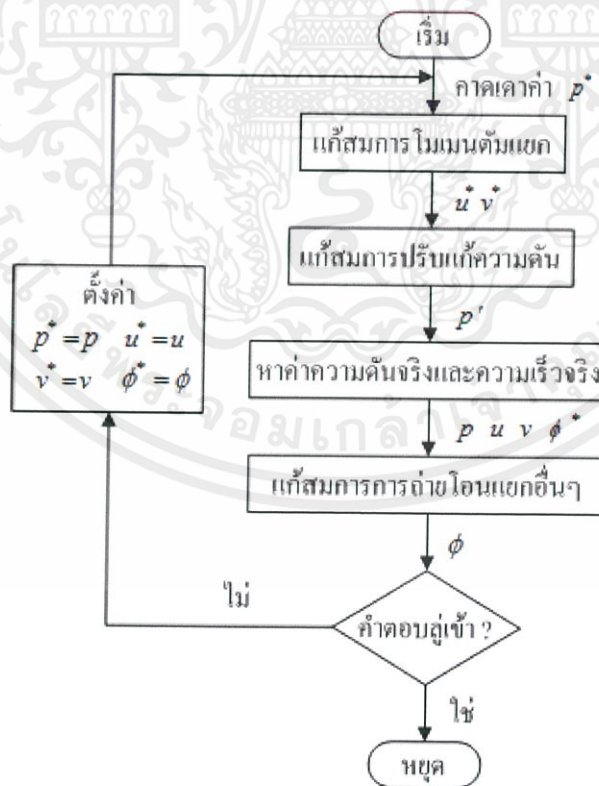 เริ่ม
คาดเดาค่า p*
แก้สมการโมเมนตัมแยก
u* v*
แก้สมการปรับแก้ความดัน
p'
หาค่าความดันจริงและความเร็วจริง
p u v ϕ*
แก้สมการการถ่ายโอนแยกอื่นๆ
ϕ
คำตอบลู่เข้า ?
ไม่
ตั้งค่า
p* = p u* = u
v* = v ϕ* = ϕ
ใช่
หยุด